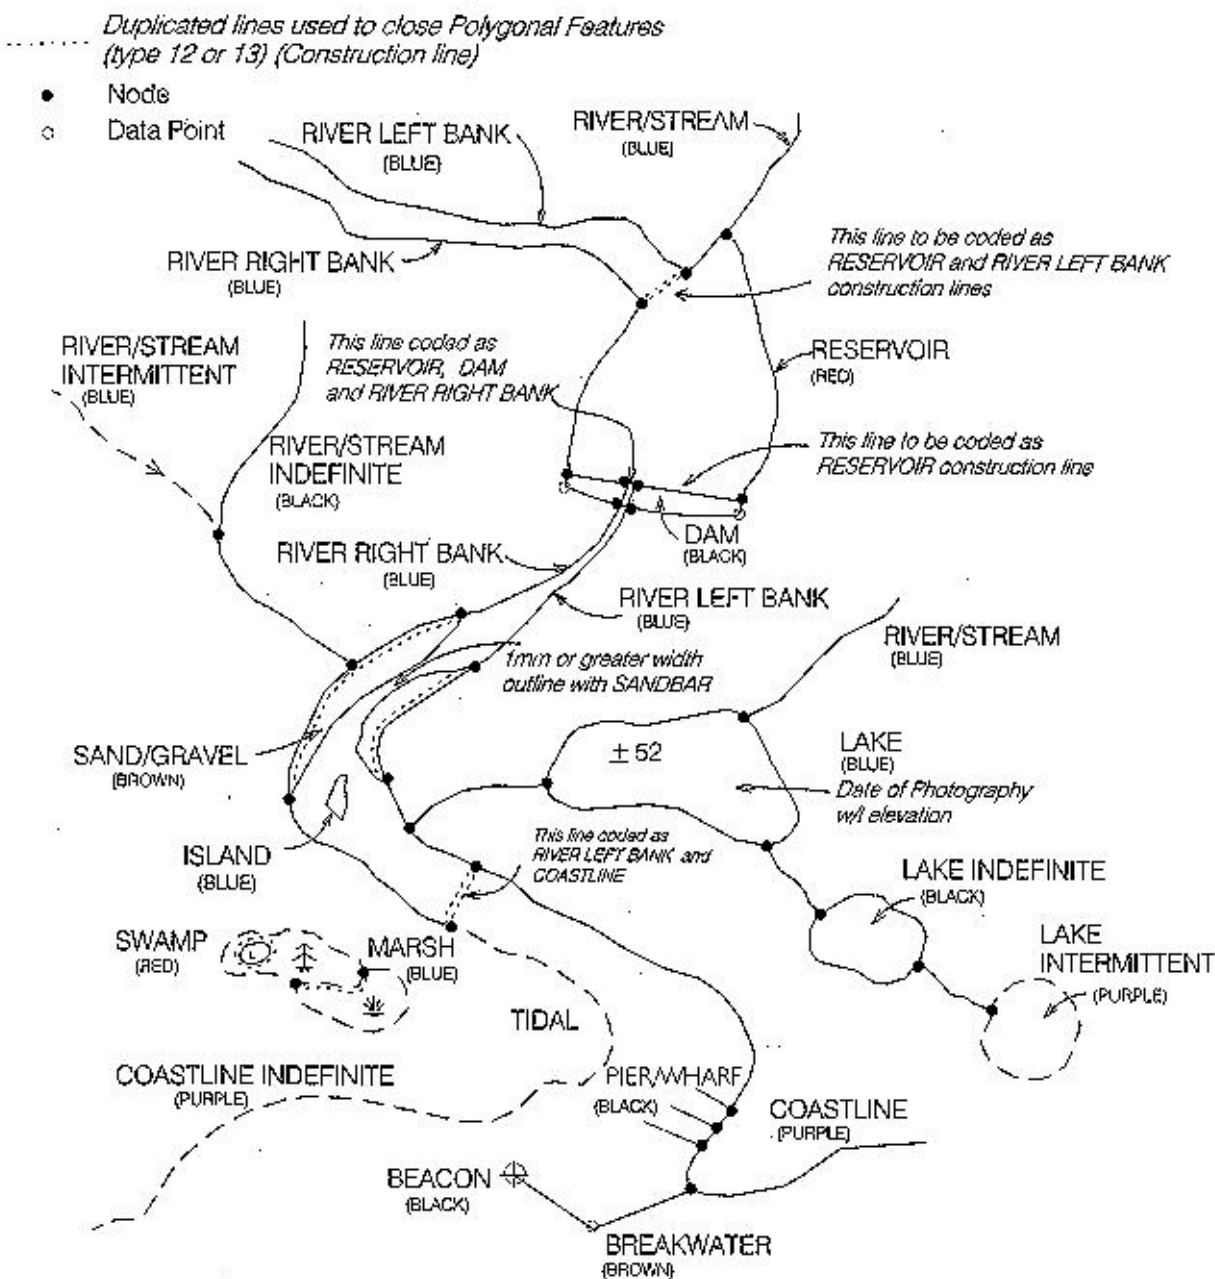 Duplicated lines used to close Polygonal Features
(type 12 or 13) (Construction line)
Node
Data Point
RIVER LEFT BANK
(BLUE)
RIVER/STREAM
(BLUE)
RIVER RIGHT BANK
(BLUE)
This line to be coded as
RESERVOIR and RIVER LEFT BANK
construction lines
RIVER/STREAM
INTERMITTENT
(BLUE)
This line coded as
RESERVOIR, DAM
and RIVER RIGHT BANK
RESERVOIR
(RED)
RIVER/STREAM
INDEFINITE
(BLACK)
This line to be coded as
RESERVOIR construction line
DAM
(BLACK)
RIVER RIGHT BANK
(BLUE)
RIVER LEFT BANK
(BLUE)
RIVER/STREAM
(BLUE)
1mm or greater width
outline with SANDBAR
SAND/GRAVEL
(BROWN)
± 52
LAKE
(BLUE)
Date of Photography
w/l elevation
ISLAND
(BLUE)
This line coded as
RIVER LEFT BANK and
COASTLINE
LAKE INDEFINITE
(BLACK)
SWAMP
(RED)
L
MARSH
(BLUE)
LAKE
INTERMITTENT
(PURPLE)
TIDAL
COASTLINE INDEFINITE
(PURPLE)
PIER/WHARF
(BLACK)
COASTLINE
(PURPLE)
BEACON
(BLACK)
BREAKWATER
(BROWN)